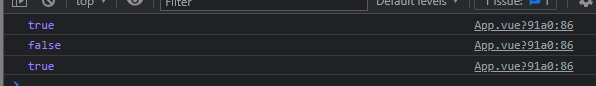 top
Filter
Default levels
1 Issue: 1
true App.vue?91a0:86
false App.vue?91a0:86
true App.vue?91a0:86